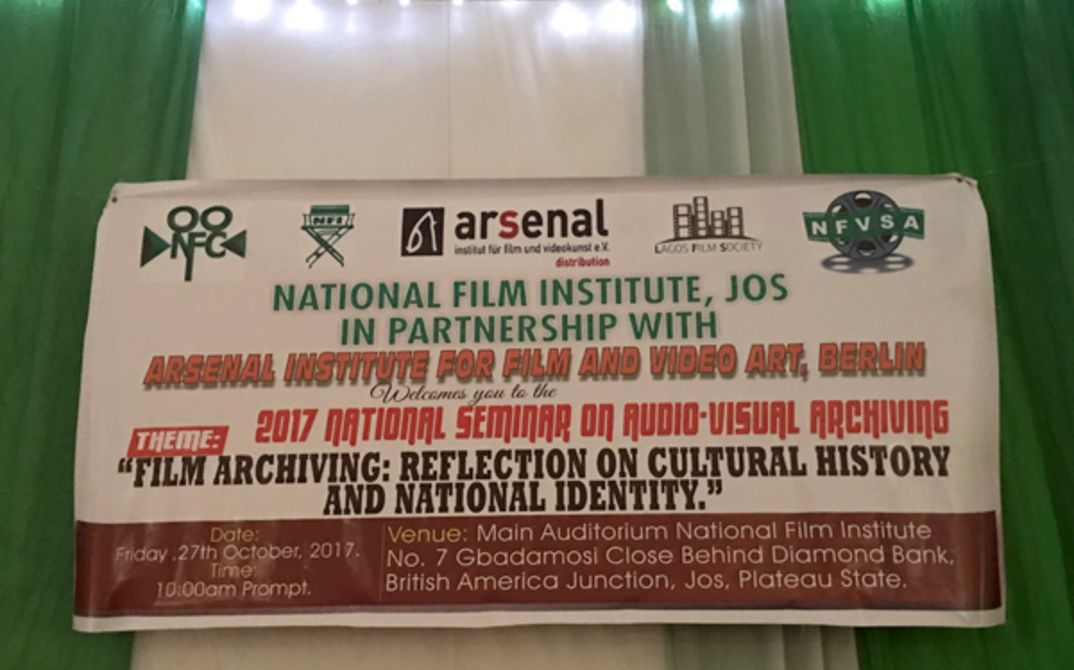 NFC
NFI
arsenal
institut für film und videokunst e.V.
distribution
LAGOS FILM SOCIETY
NFVSA
NATIONAL FILM INSTITUTE, JOS
IN PARTNERSHIP WITH
ARSENAL INSTITUTE FOR FILM AND VIDEO ART, BERLIN
Welcomes you to the
2017 NATIONAL SEMINAR ON AUDIO-VISUAL ARCHIVING
THEME:
“FILM ARCHIVING: REFLECTION ON CULTURAL HISTORY
AND NATIONAL IDENTITY.”
Date:
Friday ,27th October, 2017.
Time:
10:00am Prompt.
Venue: Main Auditorium National Film Institute
No. 7 Gbadamosi Close Behind Diamond Bank,
British America Junction, Jos, Plateau State.